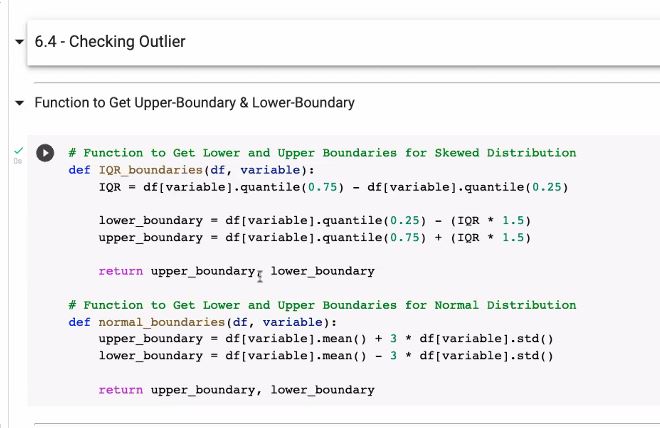 6.4 - Checking Outlier
Function to Get Upper-Boundary & Lower-Boundary
# Function to Get Lower and Upper Boundaries for Skewed Distribution
def IQR_boundaries(df, variable):
IQR = df[variable].quantile(0.75) - df[variable].quantile(0.25)
lower_boundary = df[variable].quantile(0.25) - (IQR * 1.5)
upper_boundary = df[variable].quantile(0.75) + (IQR * 1.5)
return upper_boundary, lower_boundary
# Function to Get Lower and Upper Boundaries for Normal Distribution
def normal_boundaries(df, variable):
upper_boundary = df[variable].mean() + 3 * df[variable].std()
lower_boundary = df[variable].mean() - 3 * df[variable].std()
return upper_boundary, lower_boundary
0s